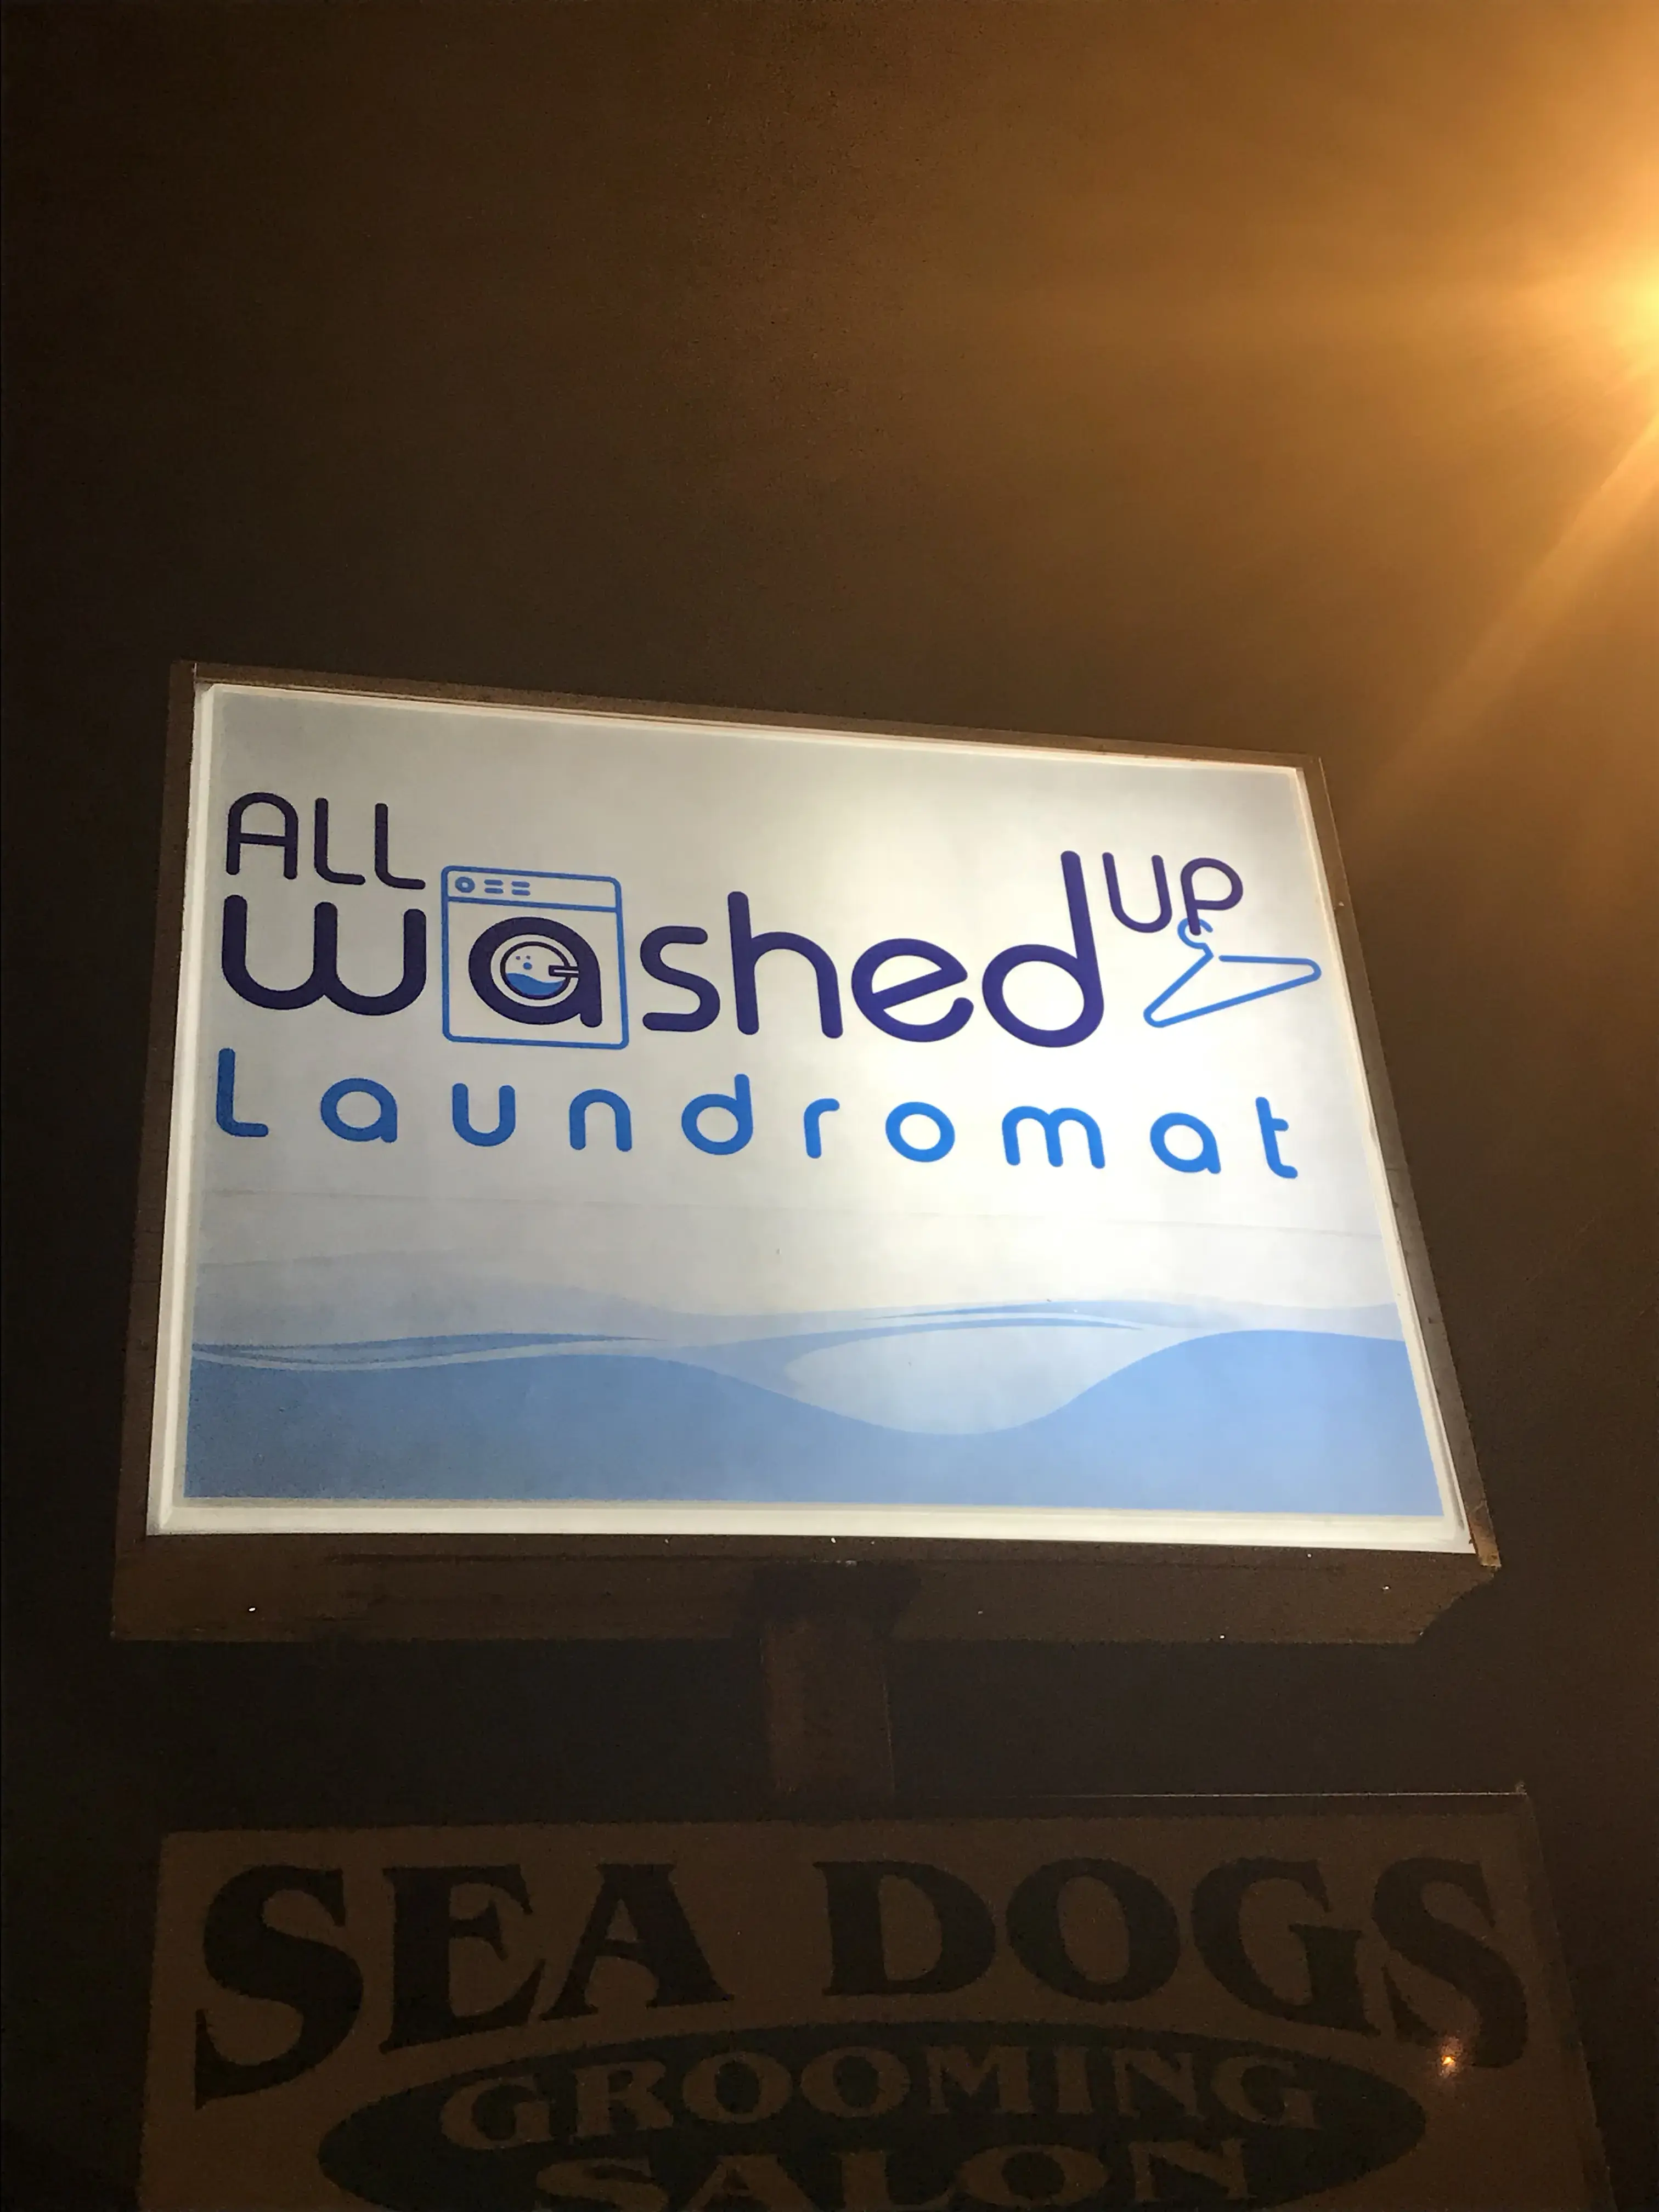 ALL
washed UP
Laundromat
SEA DOGS
GROOMING
SALON